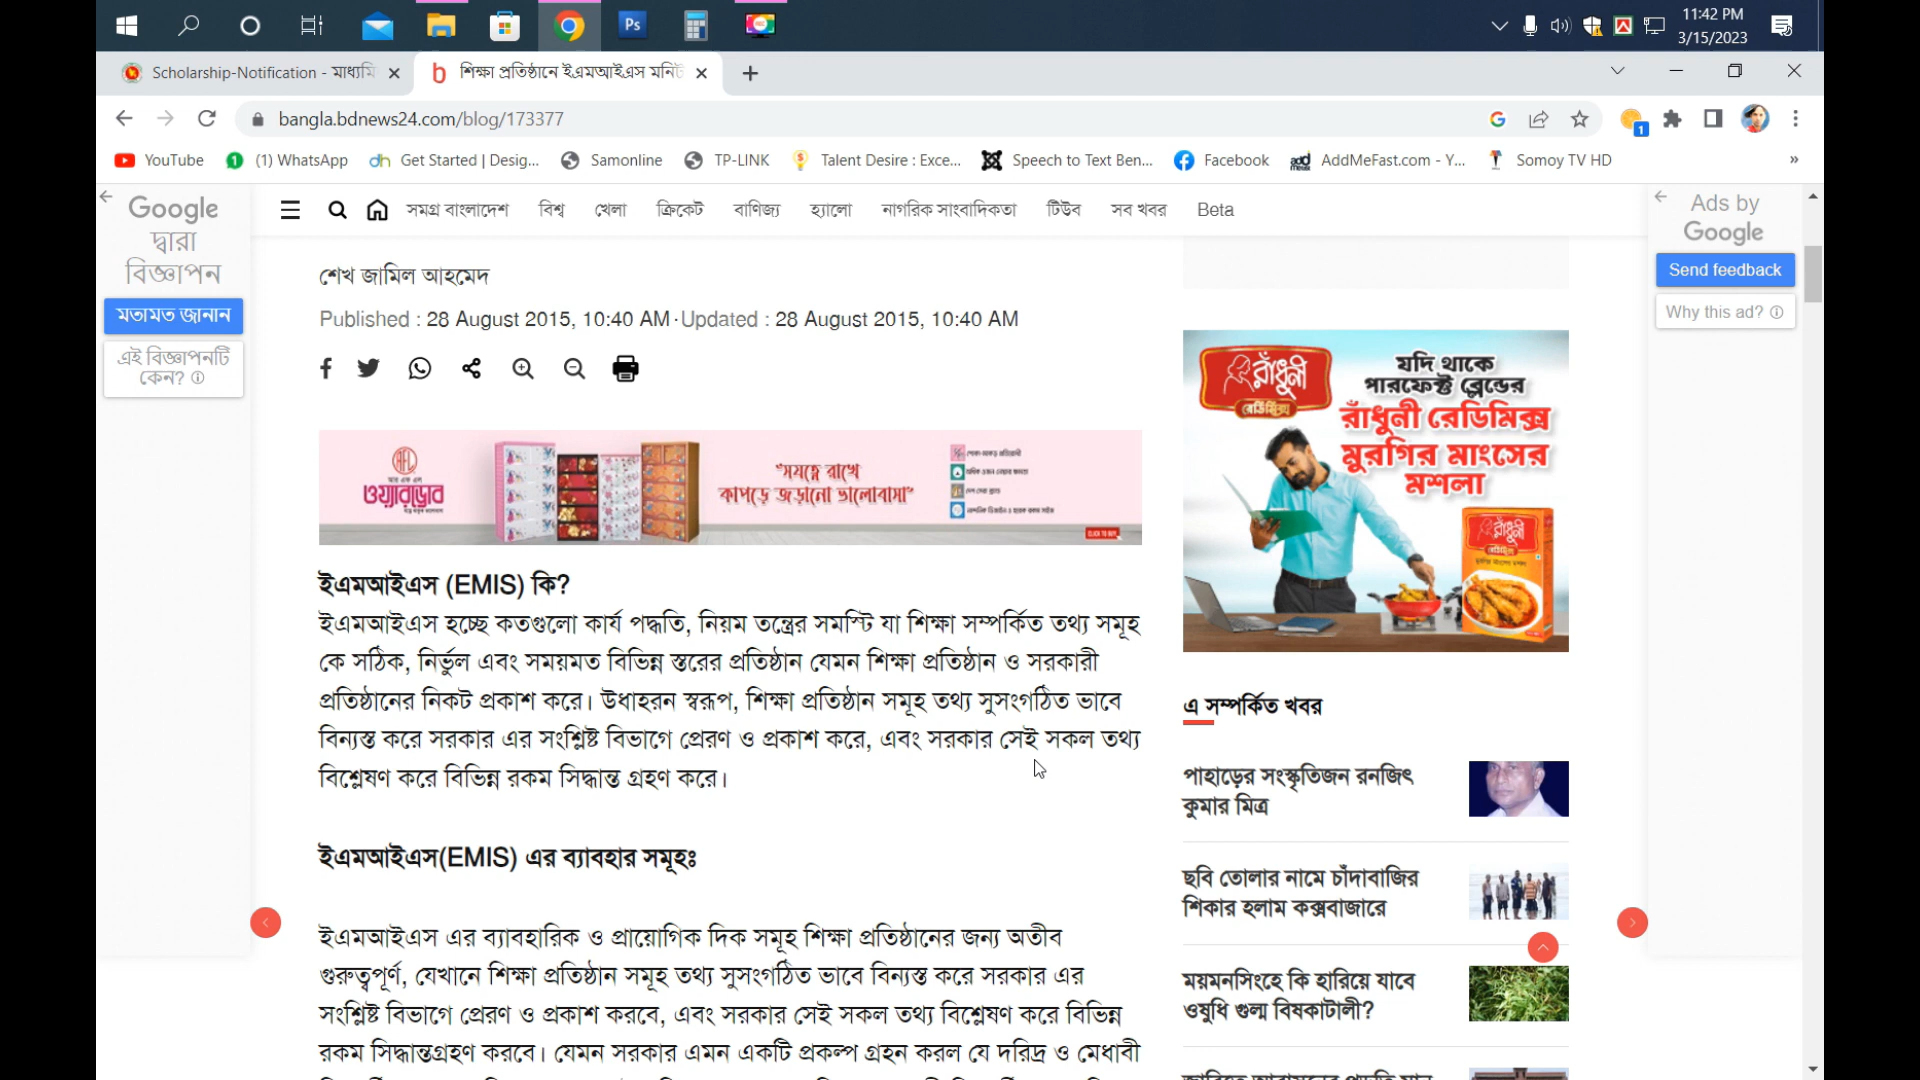 11:42 PM
3/15/2023
Scholarship-Notification - মাধ্যমি
শিক্ষা প্রতিষ্ঠানে ইএমআইএস মনিট
bangla.bdnews24.com/blog/173377
YouTube
(1) WhatsApp
Get Started | Desig...
Samonline
TP-LINK
Talent Desire : Exce...
Speech to Text Ben...
Facebook
AddMeFast.com - Y...
Somoy TV HD
Google
দ্বারা
বিজ্ঞাপন
মতামত জানান
এই বিজ্ঞাপনটি
কেন?
সমগ্র বাংলাদেশ
বিশ্ব
খেলা
ক্রিকেট
বাণিজ্য
হ্যালো
নাগরিক সাংবাদিকতা
টিউব
সব খবর
Beta
Ads by
Google
Send feedback
Why this ad?
শেখ জামিল আহমেদ
Published : 28 August 2015, 10:40 AM · Updated : 28 August 2015, 10:40 AM
ওয়্যারড্রোব
"সযত্নে রাখে
কাপড়ে জড়ানো ভালোবাসা"
CLICK TO BUY
ইএমআইএস (EMIS) কি?
ইএমআইএস হচ্ছে কতগুলো কার্য পদ্ধতি, নিয়ম তন্ত্রের সমস্টি যা শিক্ষা সম্পর্কিত তথ্য সমূহ
কে সঠিক, নির্ভুল এবং সময়মত বিভিন্ন স্তরের প্রতিষ্ঠান যেমন শিক্ষা প্রতিষ্ঠান ও সরকারী
প্রতিষ্ঠানের নিকট প্রকাশ করে। উধাহরন স্বরূপ, শিক্ষা প্রতিষ্ঠান সমূহ তথ্য সুসংগঠিত ভাবে
বিন্যস্ত করে সরকার এর সংশ্লিষ্ট বিভাগে প্রেরণ ও প্রকাশ করে, এবং সরকার সেই সকল তথ্য
বিশ্লেষণ করে বিভিন্ন রকম সিদ্ধান্ত গ্রহণ করে।
ইএমআইএস(EMIS) এর ব্যাবহার সমূহঃ
ইএমআইএস এর ব্যাবহারিক ও প্রায়োগিক দিক সমূহ শিক্ষা প্রতিষ্ঠানের জন্য অতীব
গুরুত্বপূর্ণ, যেখানে শিক্ষা প্রতিষ্ঠান সমূহ তথ্য সুসংগঠিত ভাবে বিন্যস্ত করে সরকার এর
সংশ্লিষ্ট বিভাগে প্রেরণ ও প্রকাশ করবে, এবং সরকার সেই সকল তথ্য বিশ্লেষণ করে বিভিন্ন
রকম সিদ্ধান্তগ্রহণ করবে। যেমন সরকার এমন একটি প্রকল্প গ্রহন করল যে দরিদ্র ও মেধাবী
রাঁধুনী
রেডিমিক্স
যদি থাকে
পারফেক্ট ব্লেন্ডের
রাঁধুনী রেডিমিক্স
মুরগির মাংসের
মশলা
রাঁধুনী
এ সম্পর্কিত খবর
পাহাড়ের সংস্কৃতিজন রনজিৎ
কুমার মিত্র
ছবি তোলার নামে চাঁদাবাজির
শিকার হলাম কক্সবাজারে
ময়মনসিংহে কি হারিয়ে যাবে
ওষুধি গুল্ম বিষকাটালী?